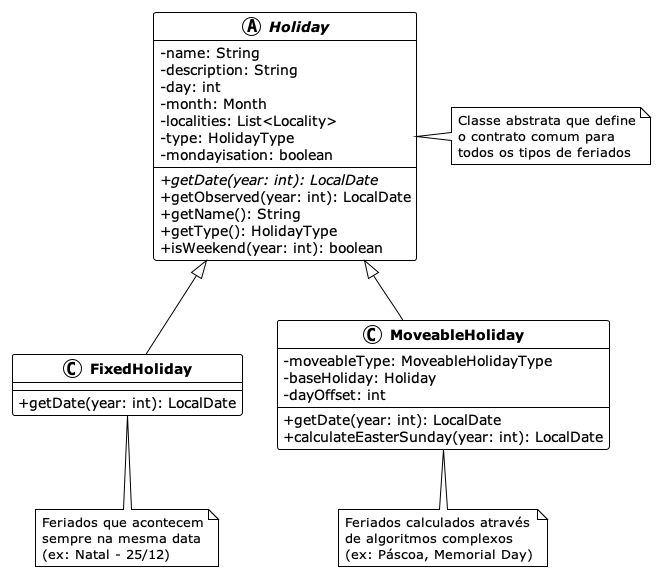 A Holiday
-name: String
-description: String
-day: int
-month: Month
-localities: List<Locality>
-type: HolidayType
-mondayisation: boolean
+getDate(year: int): LocalDate
+getObserved(year: int): LocalDate
+getName(): String
+getType(): HolidayType
+isWeekend(year: int): boolean
Classe abstrata que define
o contrato comum para
todos os tipos de feriados
C FixedHoliday
+getDate(year: int): LocalDate
C MoveableHoliday
-moveableType: MoveableHolidayType
-baseHoliday: Holiday
-dayOffset: int
+getDate(year: int): LocalDate
+calculateEasterSunday(year: int): LocalDate
Feriados que acontecem
sempre na mesma data
(ex: Natal - 25/12)
Feriados calculados através
de algoritmos complexos
(ex: Páscoa, Memorial Day)